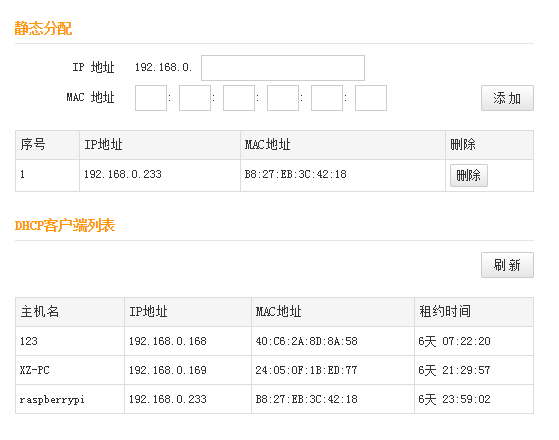 静态分配
IP 地址 192.168.0.
MAC 地址 : : : : :
添加
序号 IP地址 MAC地址 删除
1 192.168.0.233 B8:27:EB:3C:42:18 删除
DHCP客户端列表
刷新
主机名 IP地址 MAC地址 租约时间
123 192.168.0.168 40:C6:2A:8D:8A:58 6天 07:22:20
XZ-PC 192.168.0.169 24:05:0F:1B:ED:77 6天 21:29:57
raspberrypi 192.168.0.233 B8:27:EB:3C:42:18 6天 23:59:02